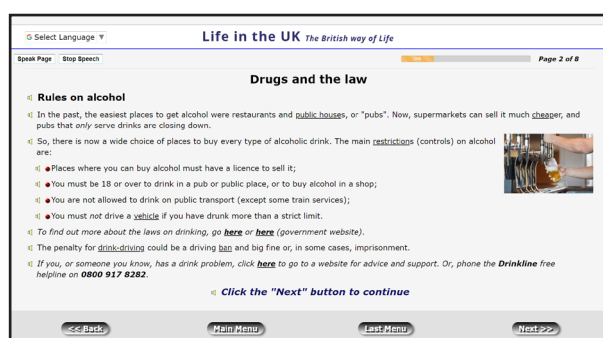 G Select Language ▼
Life in the UK The British way of Life
Speak Page Stop Speech
Page 2 of 8
Drugs and the law
Rules on alcohol
In the past, the easiest places to get alcohol were restaurants and public houses, or "pubs". Now, supermarkets can sell it much cheaper, and
pubs that only serve drinks are closing down.
So, there is now a wide choice of places to buy every type of alcoholic drink. The main restrictions (controls) on alcohol
are:
Places where you can buy alcohol must have a licence to sell it;
You must be 18 or over to drink in a pub or public place, or to buy alcohol in a shop;
You are not allowed to drink on public transport (except some train services);
You must not drive a vehicle if you have drunk more than a strict limit.
To find out more about the laws on drinking, go here or here (government website).
The penalty for drink-driving could be a driving ban and big fine or, in some cases, imprisonment.
If you, or someone you know, has a drink problem, click here to go to a website for advice and support. Or, phone the Drinkline free
helpline on 0800 917 8282.
Click the "Next" button to continue
<< Back Main Menu Last Menu Next >>